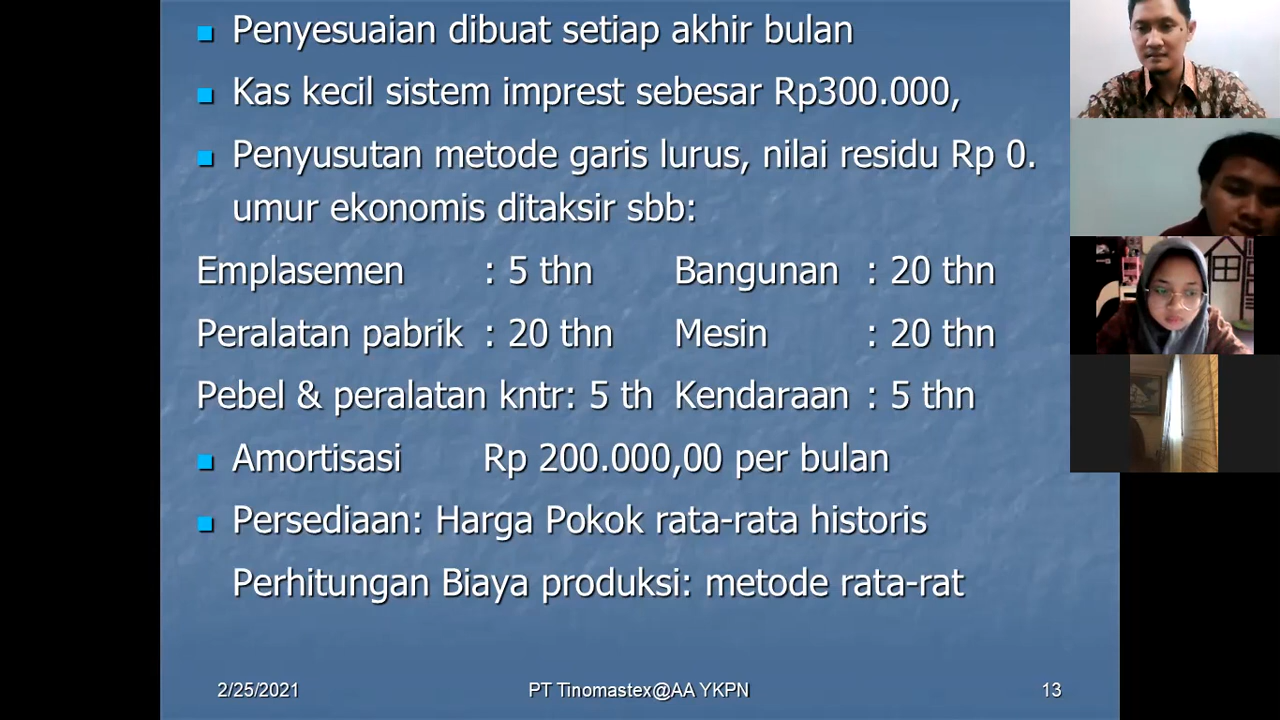 Penyesuaian dibuat setiap akhir bulan
Kas kecil sistem imprest sebesar Rp300.000,
Penyusutan metode garis lurus, nilai residu Rp 0.
umur ekonomis ditaksir sbb:
Emplasemen : 5 thn Bangunan : 20 thn
Peralatan pabrik : 20 thn Mesin : 20 thn
Pebel & peralatan kntr: 5 th Kendaraan : 5 thn
Amortisasi Rp 200.000,00 per bulan
Persediaan: Harga Pokok rata-rata historis
Perhitungan Biaya produksi: metode rata-rat
2/25/2021 PT Tinomastex@AA YKPN 13